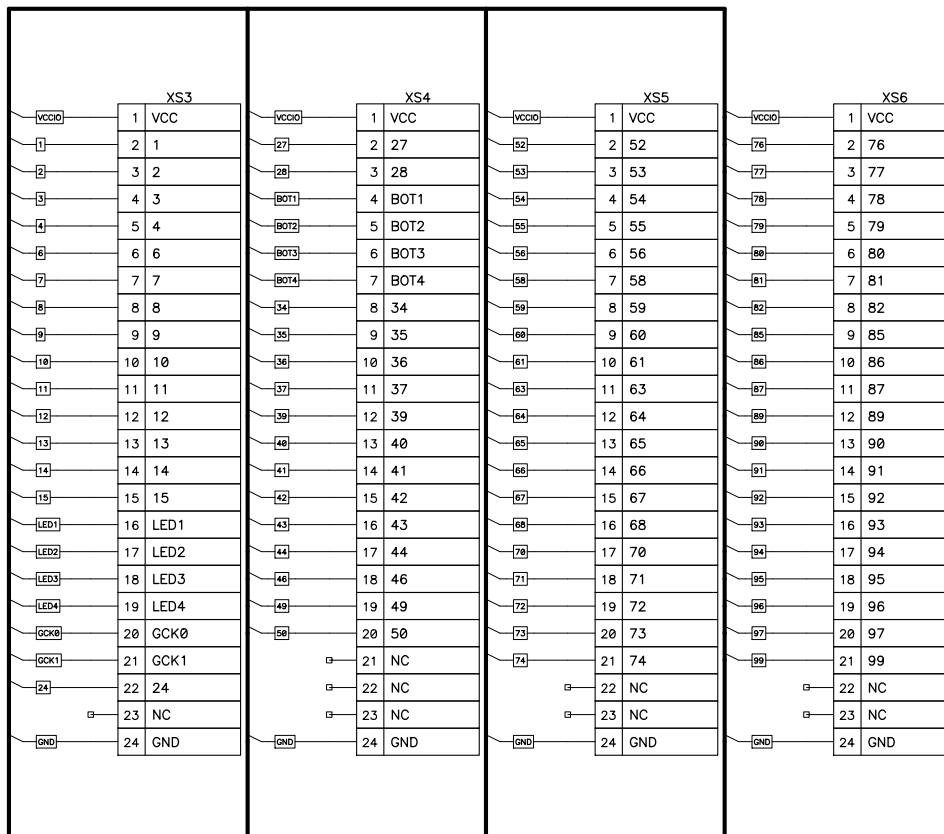 XS3 XS4 XS5 XS6
VCCIO 1 VCC VCCIO 1 VCC VCCIO 1 VCC VCCIO 1 VCC
1 2 1 27 2 27 52 2 52 76 2 76
2 3 2 28 3 28 53 3 53 77 3 77
3 4 3 BOT1 4 BOT1 54 4 54 78 4 78
4 5 4 BOT2 5 BOT2 55 5 55 79 5 79
6 6 6 BOT3 6 BOT3 56 6 56 80 6 80
7 7 7 BOT4 7 BOT4 58 7 58 81 7 81
8 8 8 34 8 34 59 8 59 82 8 82
9 9 9 35 9 35 60 9 60 85 9 85
10 10 10 36 10 36 61 10 61 86 10 86
11 11 11 37 11 37 63 11 63 87 11 87
12 12 12 39 12 39 64 12 64 89 12 89
13 13 13 40 13 40 65 13 65 90 13 90
14 14 14 41 14 41 66 14 66 91 14 91
15 15 15 42 15 42 67 15 67 92 15 92
LED1 16 LED1 43 16 43 68 16 68 93 16 93
LED2 17 LED2 44 17 44 70 17 70 94 17 94
LED3 18 LED3 46 18 46 71 18 71 95 18 95
LED4 19 LED4 49 19 49 72 19 72 96 19 96
GCK0 20 GCK0 50 20 50 73 20 73 97 20 97
GCK1 21 GCK1 21 NC 74 21 74 99 21 99
24 22 24 22 NC 22 NC 22 NC
23 NC 23 NC 23 NC 23 NC
GND 24 GND GND 24 GND GND 24 GND GND 24 GND